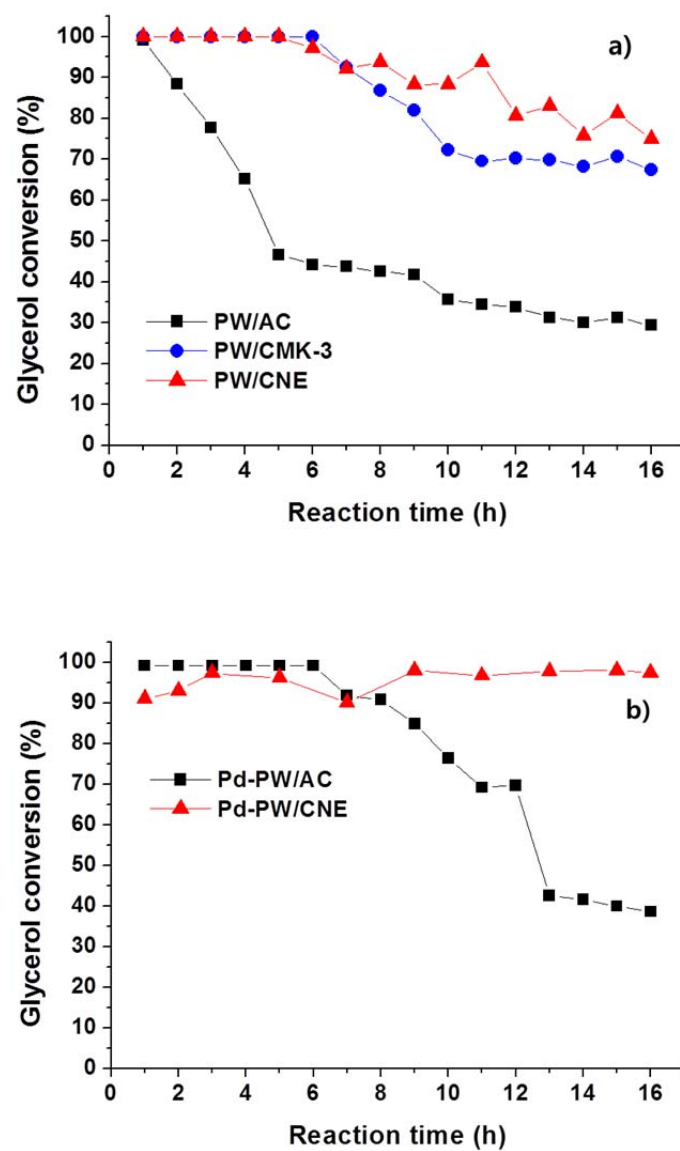 a)
Glycerol conversion (%)
100
90
80
70
60
50
40
30
20
10
0
PW/AC
PW/CMK-3
PW/CNE
0 2 4 6 8 10 12 14 16
Reaction time (h)
b)
Glycerol conversion (%)
100
90
80
70
60
50
40
30
20
10
0
Pd-PW/AC
Pd-PW/CNE
0 2 4 6 8 10 12 14 16
Reaction time (h)